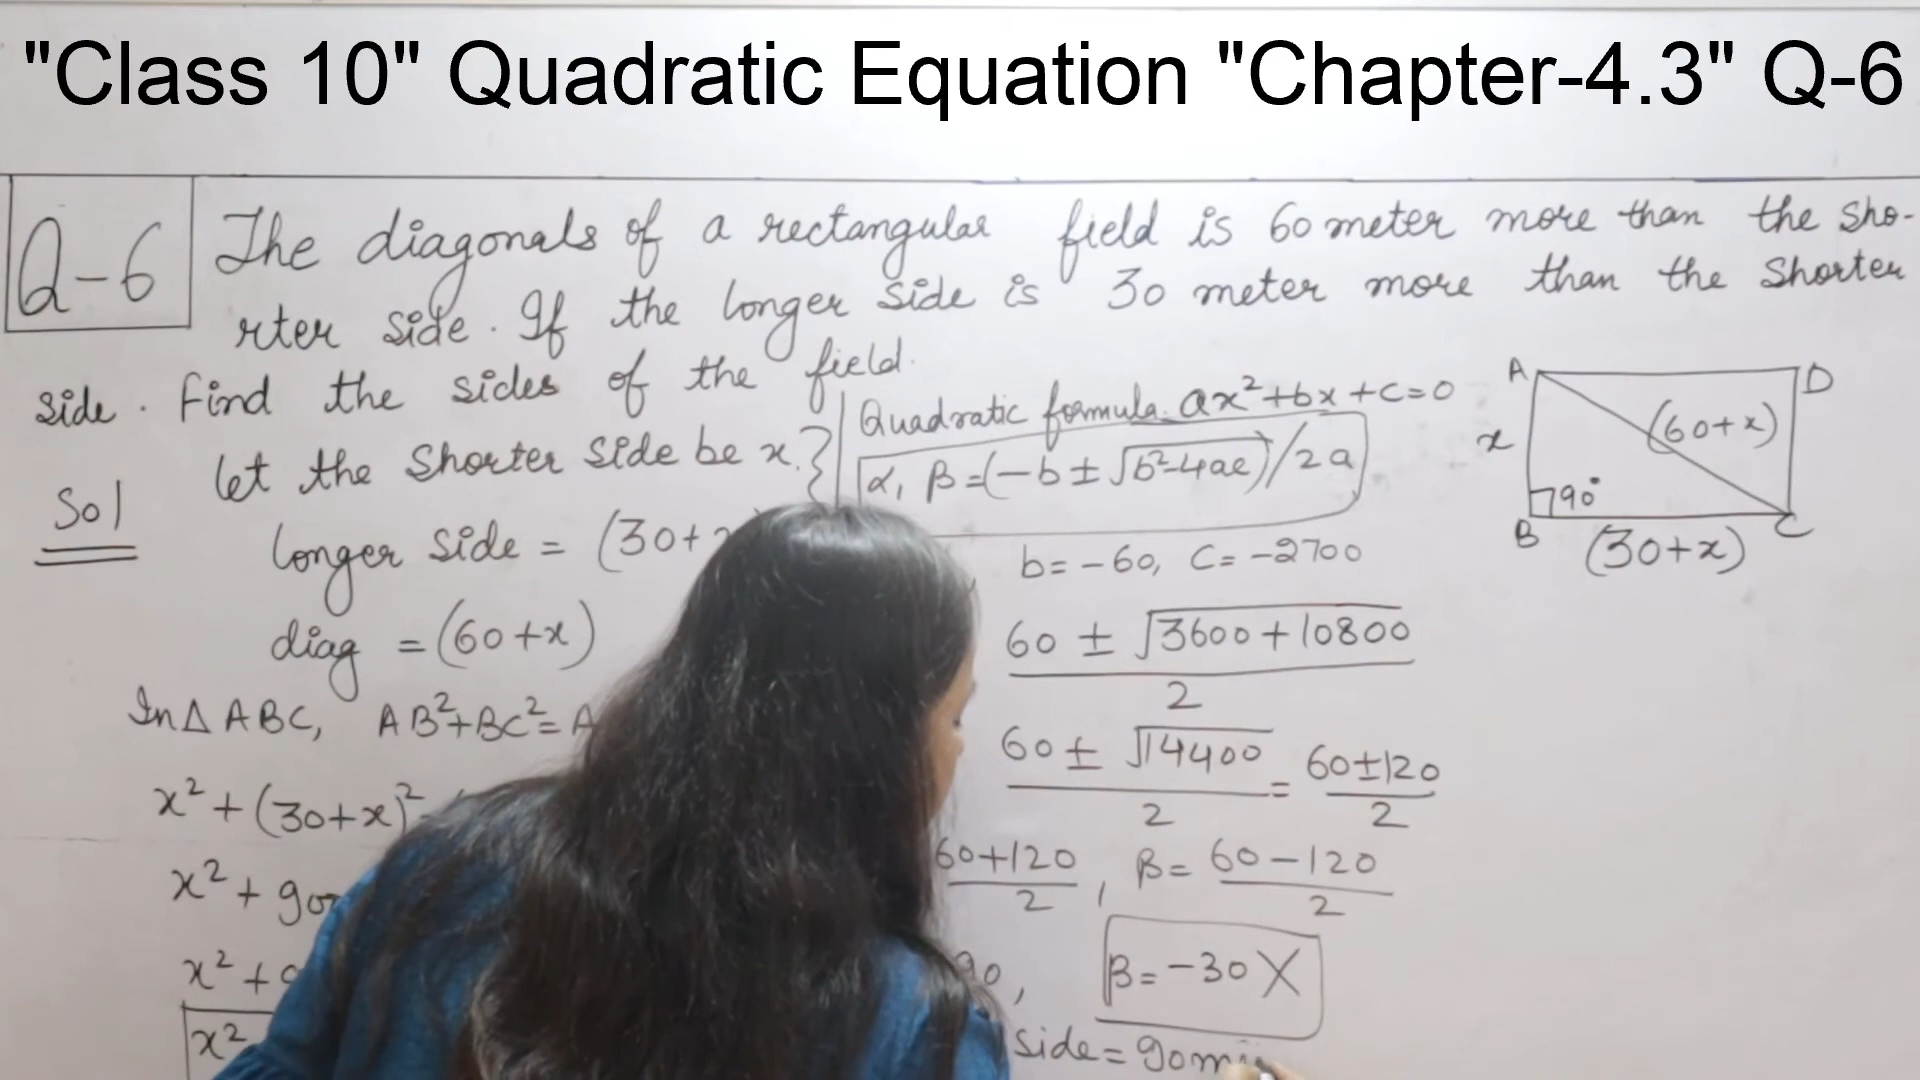 "Class 10" Quadratic Equation "Chapter-4.3" Q-6
Q-6
The diagonals of a rectangular field is 60 meter more than the sho-
rter side. If the longer side is 30 meter more than the shorter
side. Find the sides of the field.
Sol
let the shorter side be x.
longer side = (30+
diag = (60+x)
In△ ABC, AB²+BC²= A
x² + (30+x)²
x² + 900
x² +
x²
Quadratic formula. ax²+bx+c=0
α, β=(-b ± √b²-4ac)/2a
b= -60, c= -2700
60 ± √3600+10800
2
60 ± √14400 = 60±120
2 2
60+120 , β= 60-120
2 2
90, β= -30 X
side = 90m
A D
x (60+x)
90°
B (30+x) C